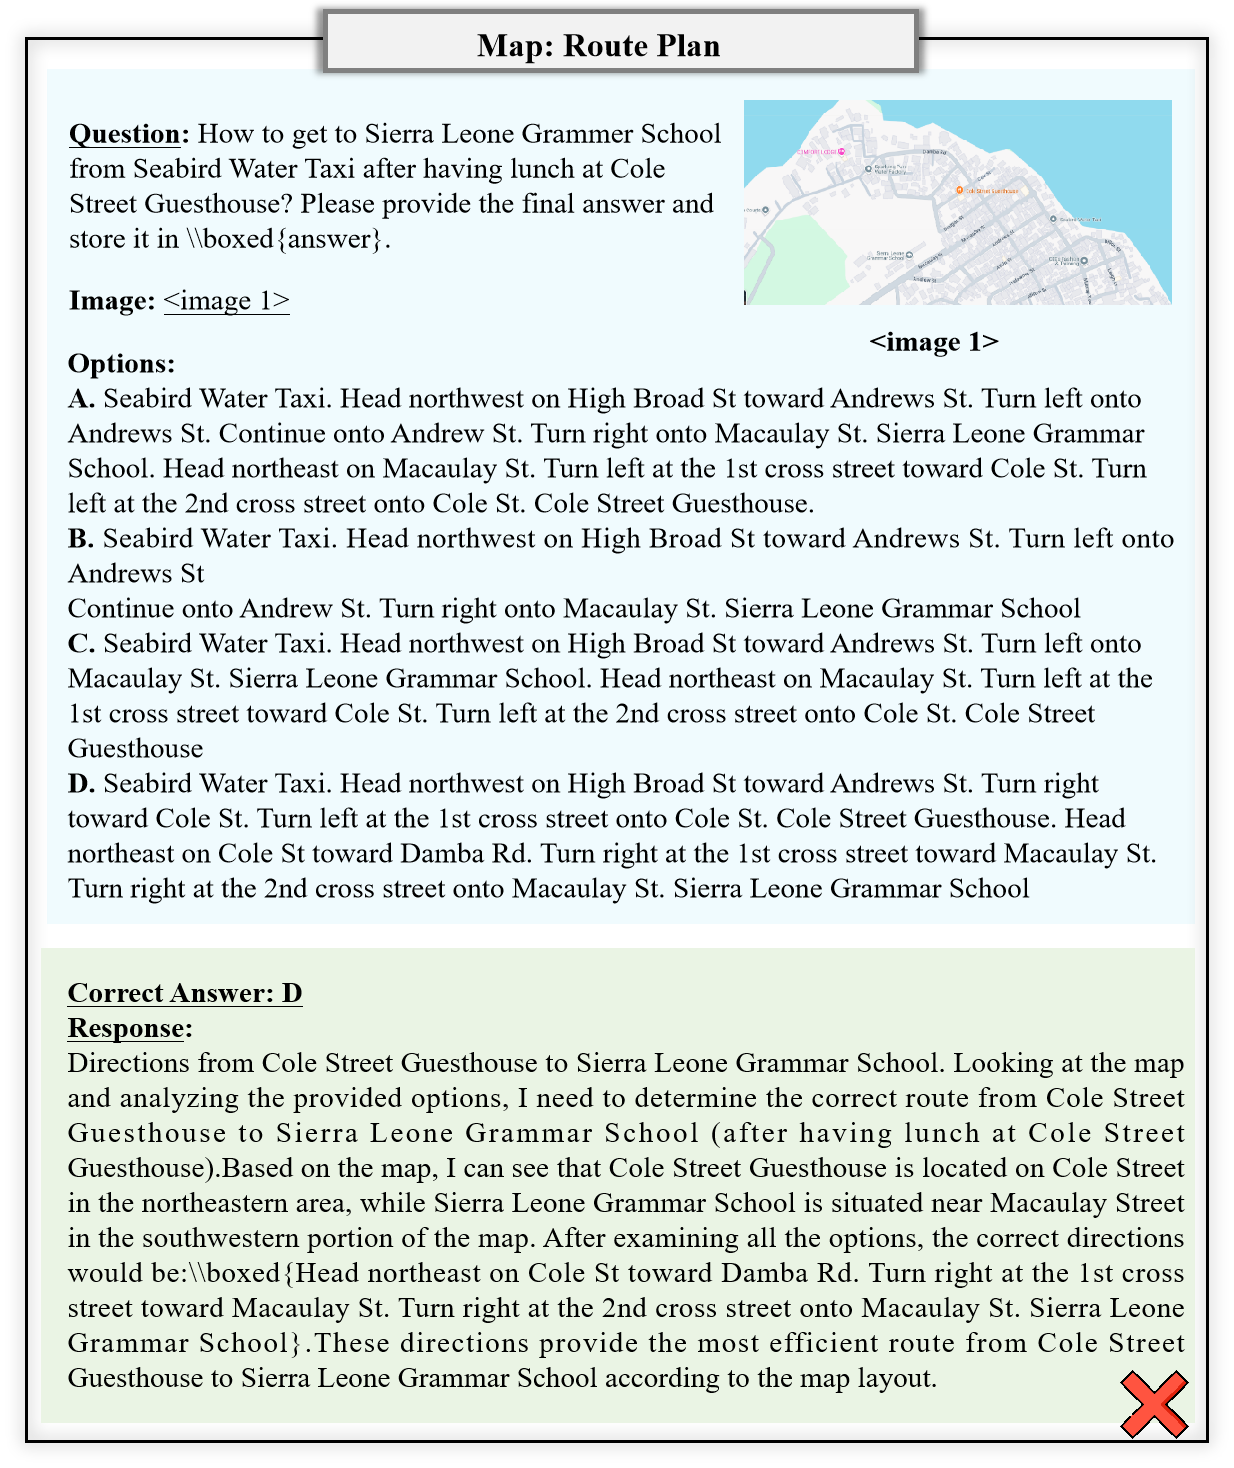 Map: Route Plan
Question: How to get to Sierra Leone Grammer School
from Seabird Water Taxi after having lunch at Cole
Street Guesthouse? Please provide the final answer and
store it in \\boxed{answer}.
Image: <image 1>
COMFORT LODGE
Damba Rd
Cole St
Cole Street Guesthouse
Seabird Water Taxi
Sierra Leone
Grammar School
Macauley St
Andrew St
<image 1>
Options:
A. Seabird Water Taxi. Head northwest on High Broad St toward Andrews St. Turn left onto
Andrews St. Continue onto Andrew St. Turn right onto Macaulay St. Sierra Leone Grammar
School. Head northeast on Macaulay St. Turn left at the 1st cross street toward Cole St. Turn
left at the 2nd cross street onto Cole St. Cole Street Guesthouse.
B. Seabird Water Taxi. Head northwest on High Broad St toward Andrews St. Turn left onto
Andrews St
Continue onto Andrew St. Turn right onto Macaulay St. Sierra Leone Grammar School
C. Seabird Water Taxi. Head northwest on High Broad St toward Andrews St. Turn left onto
Macaulay St. Sierra Leone Grammar School. Head northeast on Macaulay St. Turn left at the
1st cross street toward Cole St. Turn left at the 2nd cross street onto Cole St. Cole Street
Guesthouse
D. Seabird Water Taxi. Head northwest on High Broad St toward Andrews St. Turn right
toward Cole St. Turn left at the 1st cross street onto Cole St. Cole Street Guesthouse. Head
northeast on Cole St toward Damba Rd. Turn right at the 1st cross street toward Macaulay St.
Turn right at the 2nd cross street onto Macaulay St. Sierra Leone Grammar School
Correct Answer: D
Response:
Directions from Cole Street Guesthouse to Sierra Leone Grammar School. Looking at the map
and analyzing the provided options, I need to determine the correct route from Cole Street
Guesthouse to Sierra Leone Grammar School (after having lunch at Cole Street
Guesthouse).Based on the map, I can see that Cole Street Guesthouse is located on Cole Street
in the northeastern area, while Sierra Leone Grammar School is situated near Macaulay Street
in the southwestern portion of the map. After examining all the options, the correct directions
would be:\\boxed{Head northeast on Cole St toward Damba Rd. Turn right at the 1st cross
street toward Macaulay St. Turn right at the 2nd cross street onto Macaulay St. Sierra Leone
Grammar School}.These directions provide the most efficient route from Cole Street
Guesthouse to Sierra Leone Grammar School according to the map layout.